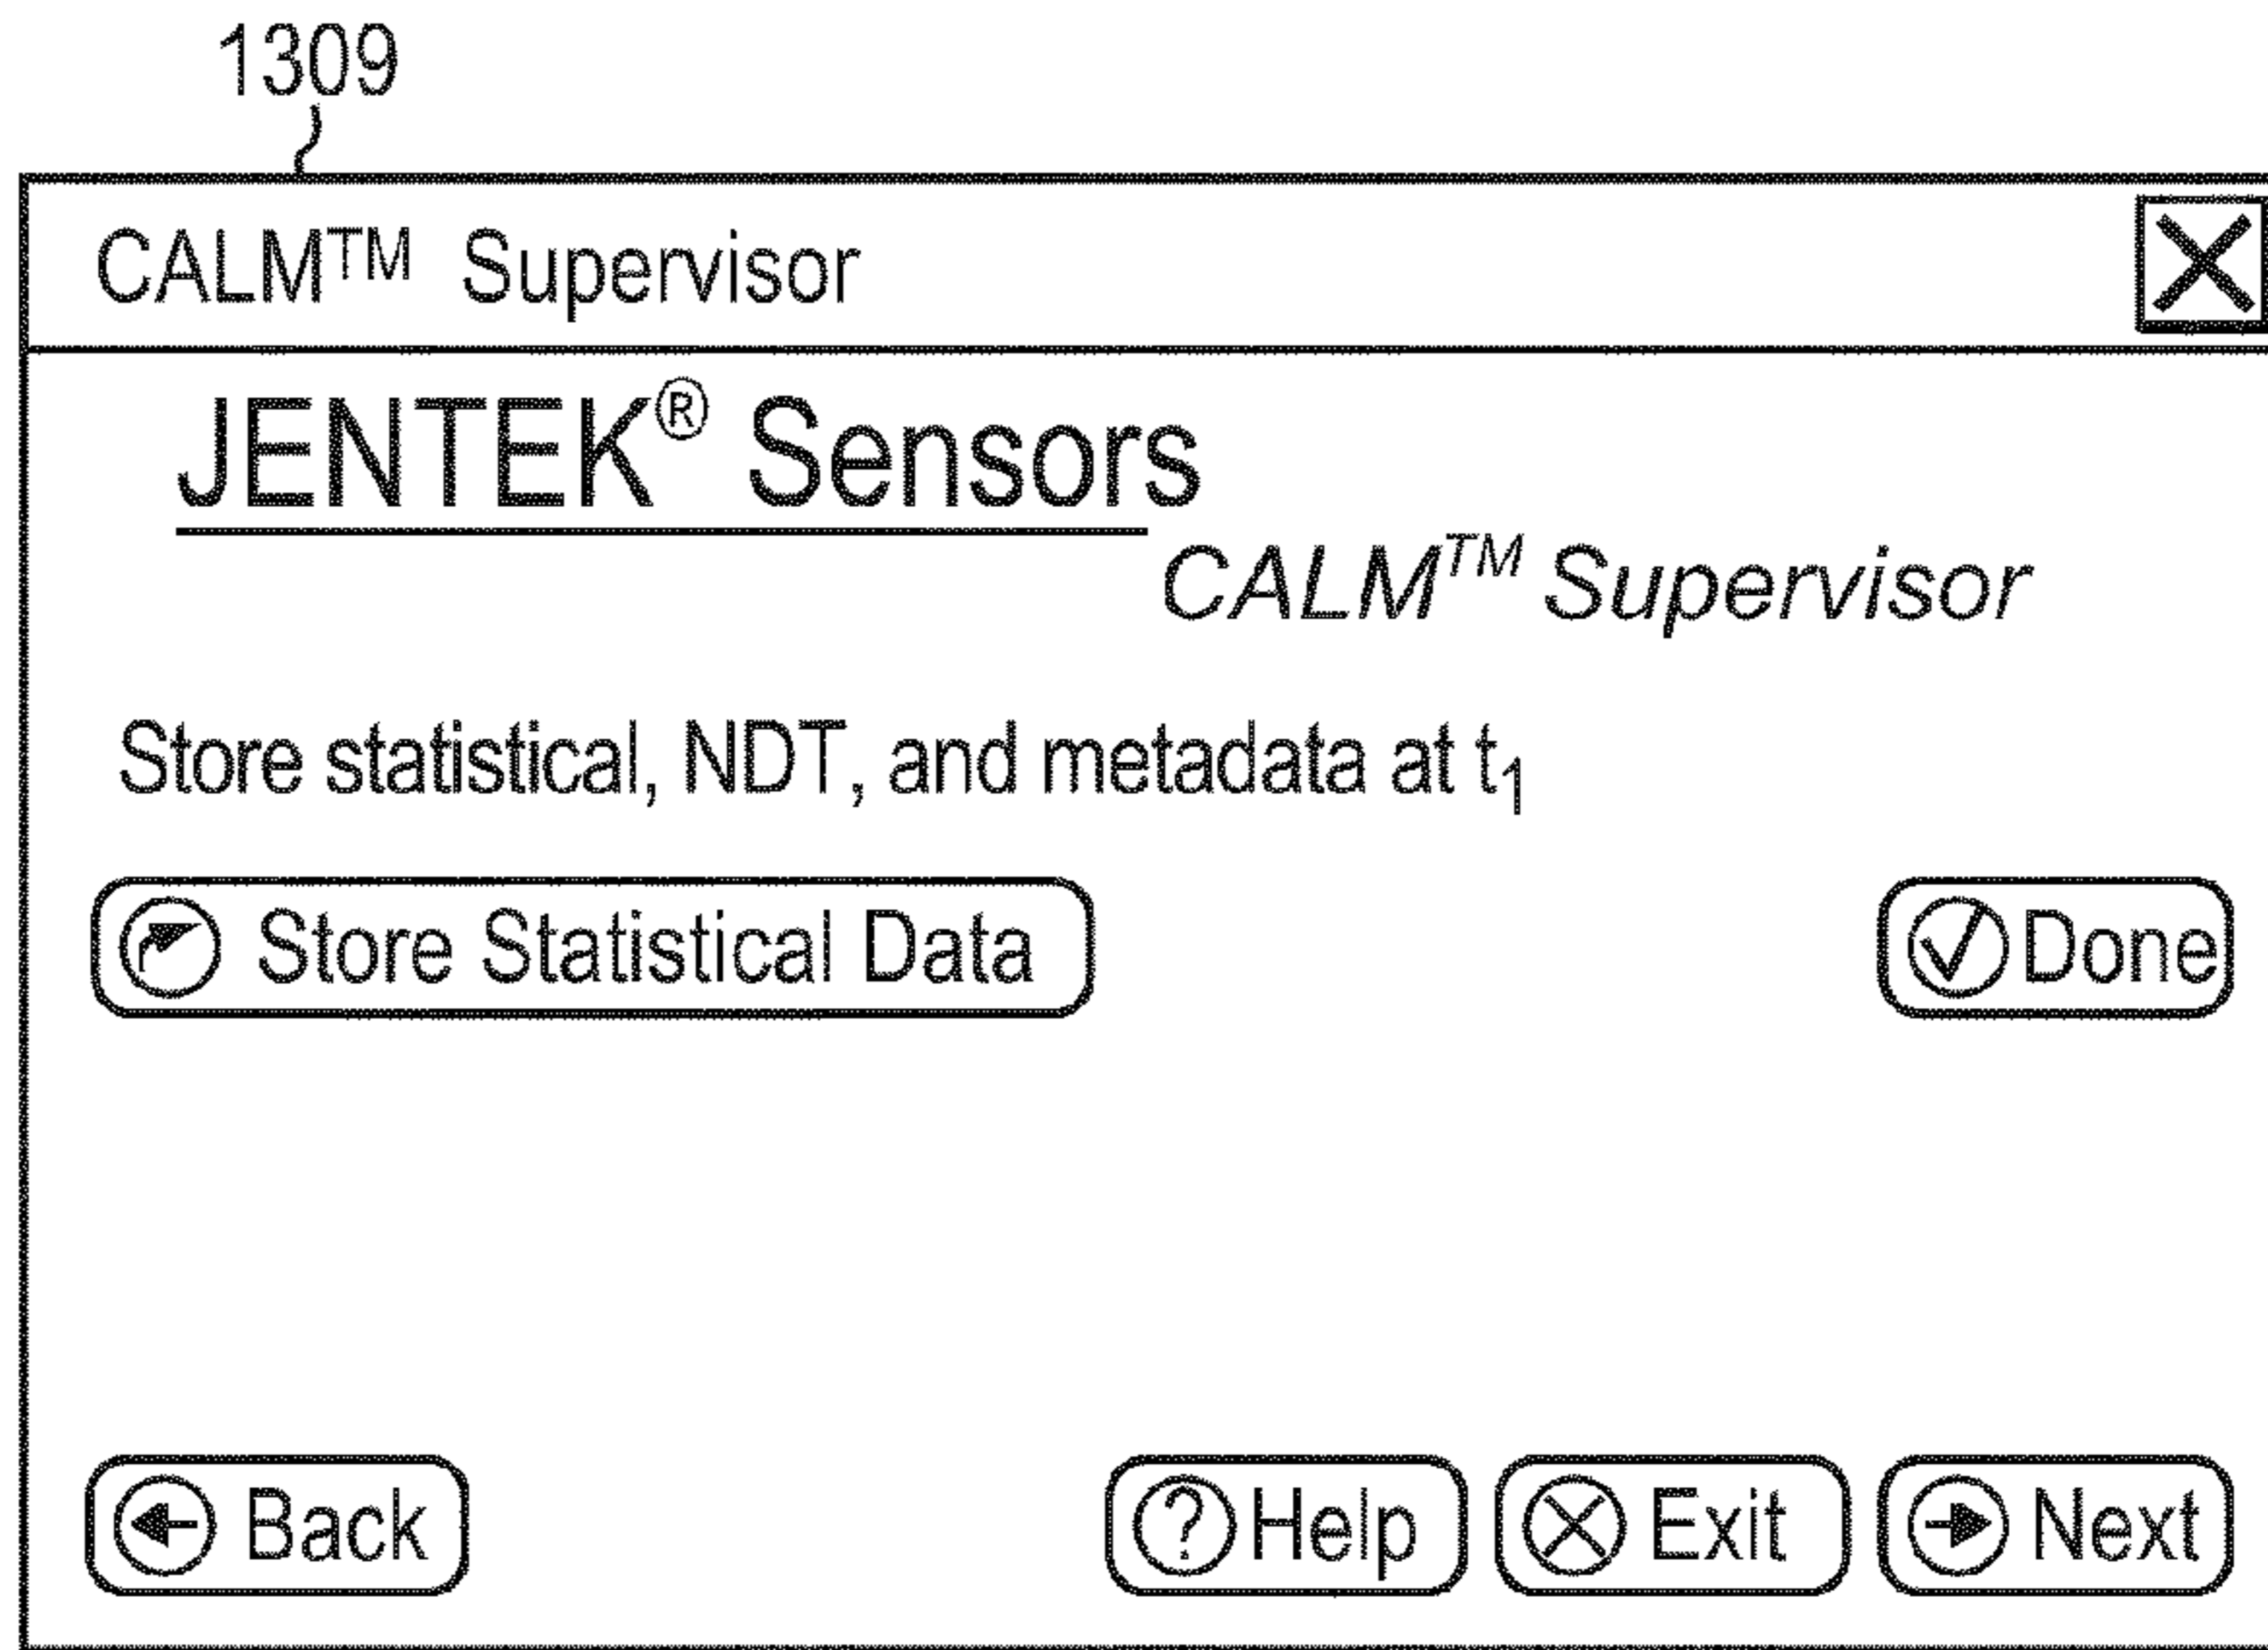 1309
CALM™ Supervisor
JENTEK® Sensors
CALM™ Supervisor
Store statistical, NDT, and metadata at t₁
Store Statistical Data Done
Back Help Exit Next